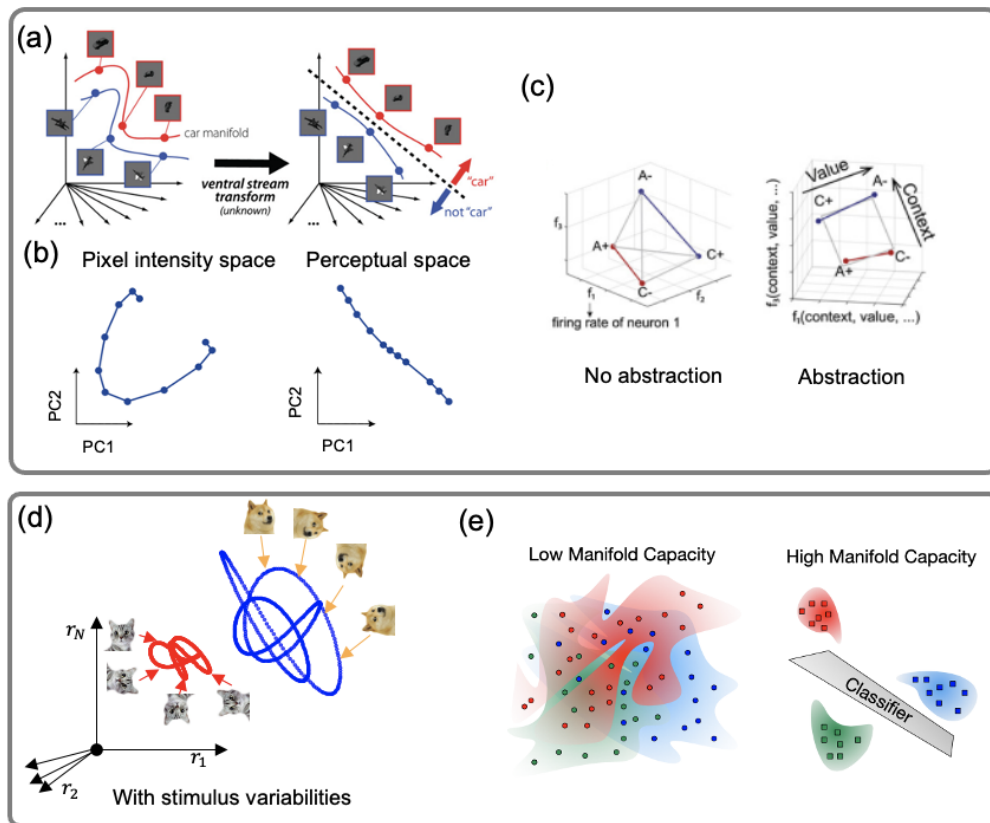 (a)
car manifold
ventral stream
transform
(unknown)
"car"
not "car"
...
...
(b)
Pixel intensity space
Perceptual space
PC2
PC1
PC2
PC1
(c)
A-
A+
C+
C-
f₃
f₁
f₂
firing rate of neuron 1
No abstraction
Value
A-
C+
Context
C-
A+
f₃(context, value, ...)
f₁(context, value, ...)
Abstraction
(d)
r_N
r₁
r₂
With stimulus variabilities
(e)
Low Manifold Capacity
High Manifold Capacity
Classifier